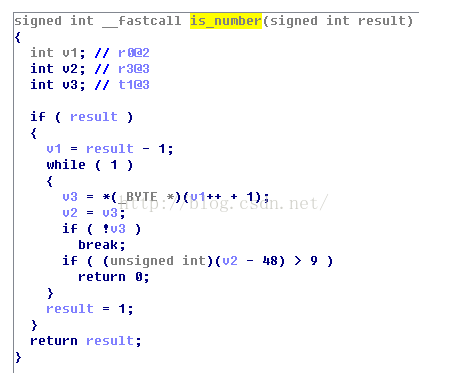 signed int __fastcall is_number(signed int result)
{
  int v1; // r0@2
  int v2; // r3@3
  int v3; // t1@3

  if ( result )
  {
    v1 = result - 1;
    while ( 1 )
    {
      v3 = *(_BYTE *)(v1++ + 1);
      v2 = v3;
      if ( !v3 )
        break;
      if ( (unsigned int)(v2 - 48) > 9 )
        return 0;
    }
    result = 1;
  }
  return result;
}
http://blog.csdn.net/